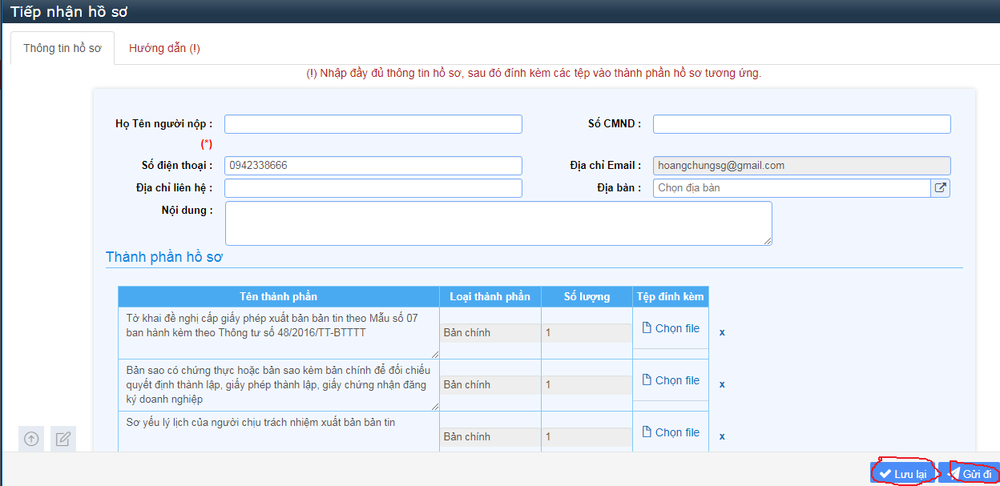 Tiếp nhận hồ sơ
Thông tin hồ sơ
Hướng dẫn (!)
(!) Nhập đầy đủ thông tin hồ sơ, sau đó đính kèm các tệp vào thành phần hồ sơ tương ứng.
Họ Tên người nộp : Số CMND :
(*)
Số điện thoại : 0942338666 Địa chỉ Email : hoangchungsg@gmail.com
Địa chỉ liên hệ : Địa bàn : Chọn địa bàn
Nội dung :
Thành phần hồ sơ
Tên thành phần Loại thành phần Số lượng Tệp đính kèm
Tờ khai đề nghị cấp giấy phép xuất bản bản tin theo Mẫu số 07
ban hành kèm theo Thông tư số 48/2016/TT-BTTTT
Bản chính 1 Chọn file x
Bản sao có chứng thực hoặc bản sao kèm bản chính để đối chiếu
quyết định thành lập, giấy phép thành lập, giấy chứng nhận đăng
ký doanh nghiệp
Bản chính 1 Chọn file x
Sơ yếu lý lịch của người chịu trách nhiệm xuất bản bản tin
Bản chính 1 Chọn file x
Lưu lại Gửi đi